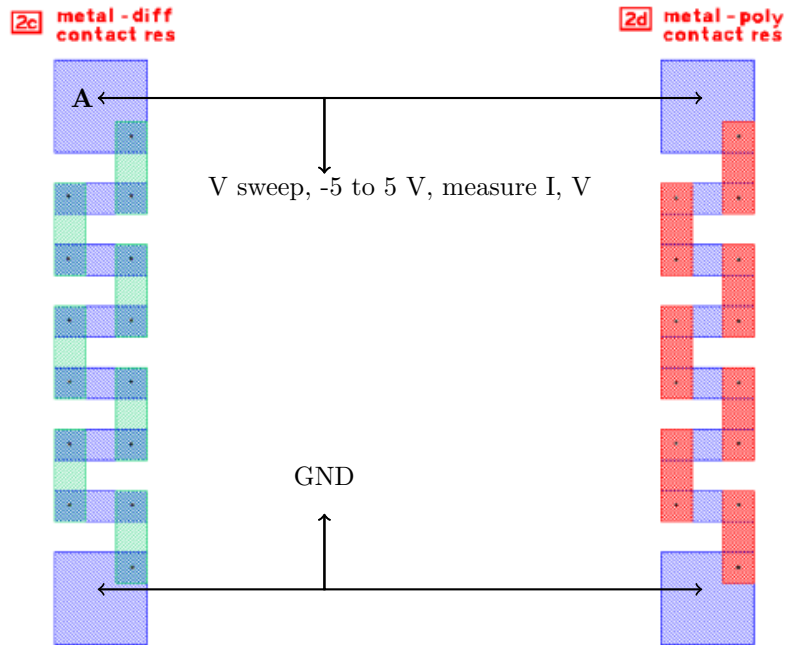 2c metal-diff
contact res
2d metal-poly
contact res
A
V sweep, -5 to 5 V, measure I, V
GND